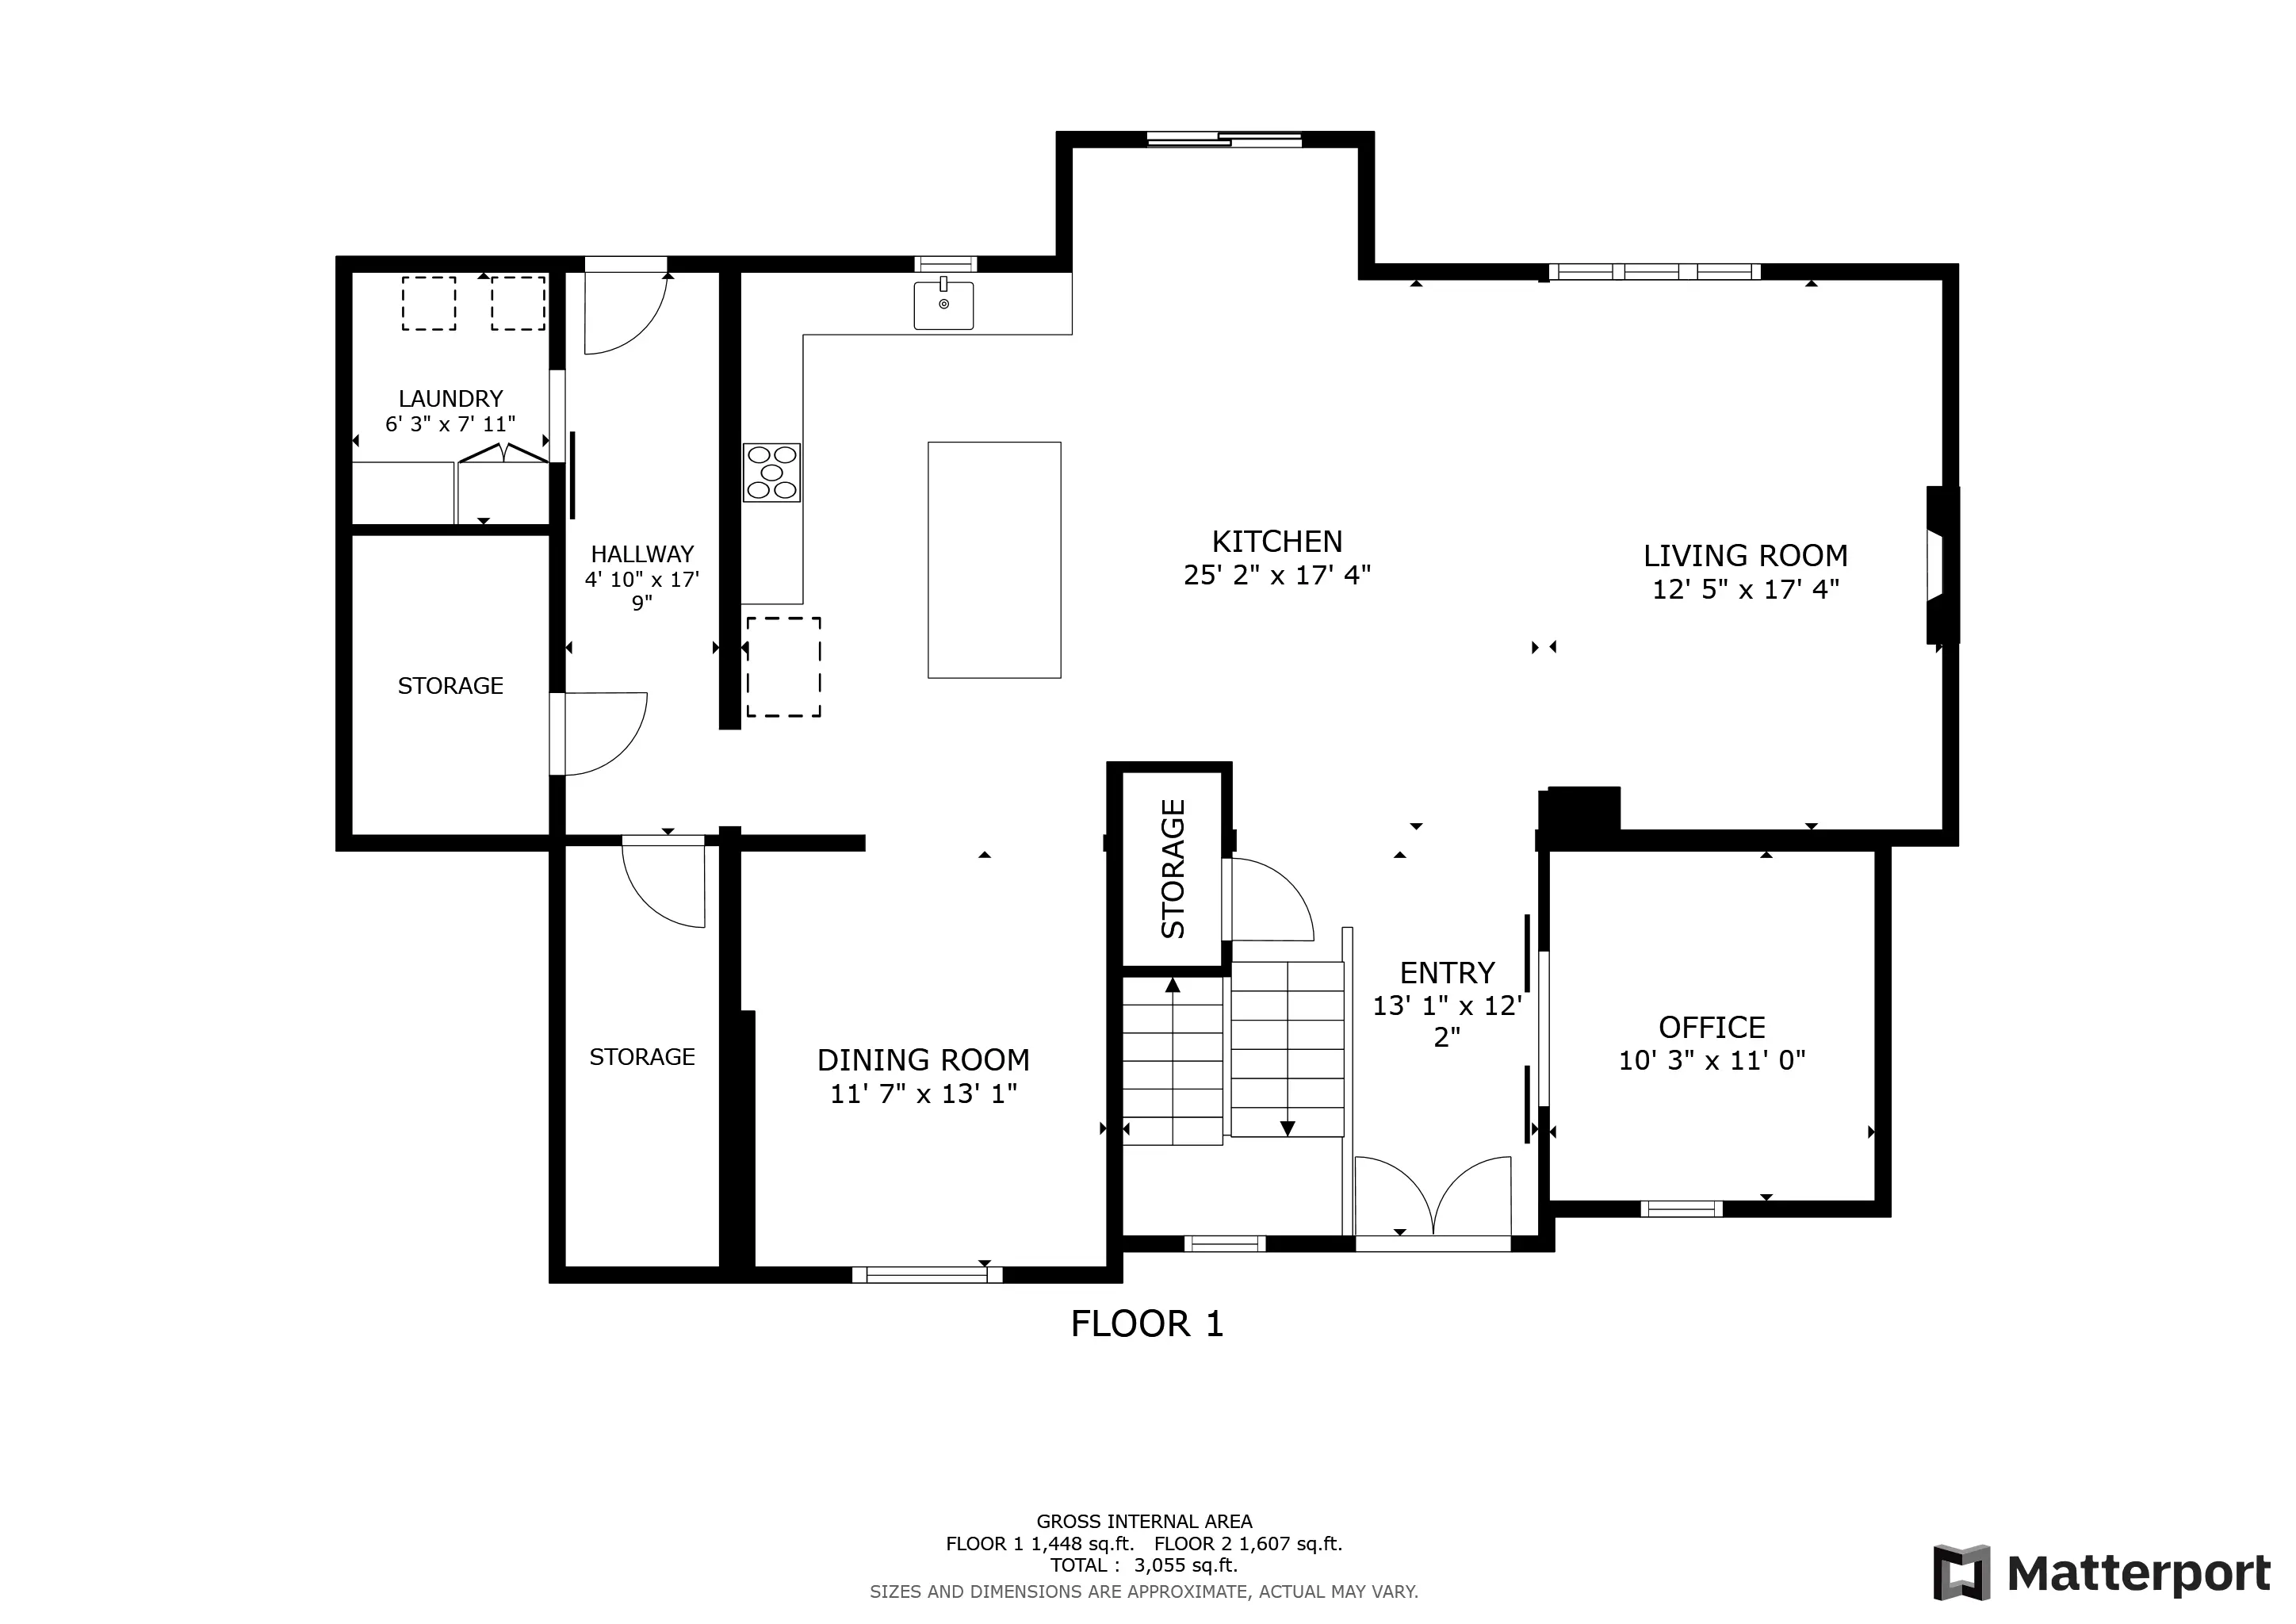 LAUNDRY
6' 3" x 7' 11"
HALLWAY
4' 10" x 17'
9"
KITCHEN
25' 2" x 17' 4"
LIVING ROOM
12' 5" x 17' 4"
STORAGE
STORAGE
STORAGE
DINING ROOM
11' 7" x 13' 1"
ENTRY
13' 1" x 12'
2"
OFFICE
10' 3" x 11' 0"
FLOOR 1
GROSS INTERNAL AREA
FLOOR 1 1,448 sq.ft. FLOOR 2 1,607 sq.ft.
TOTAL : 3,055 sq.ft.
SIZES AND DIMENSIONS ARE APPROXIMATE, ACTUAL MAY VARY.
Matterport